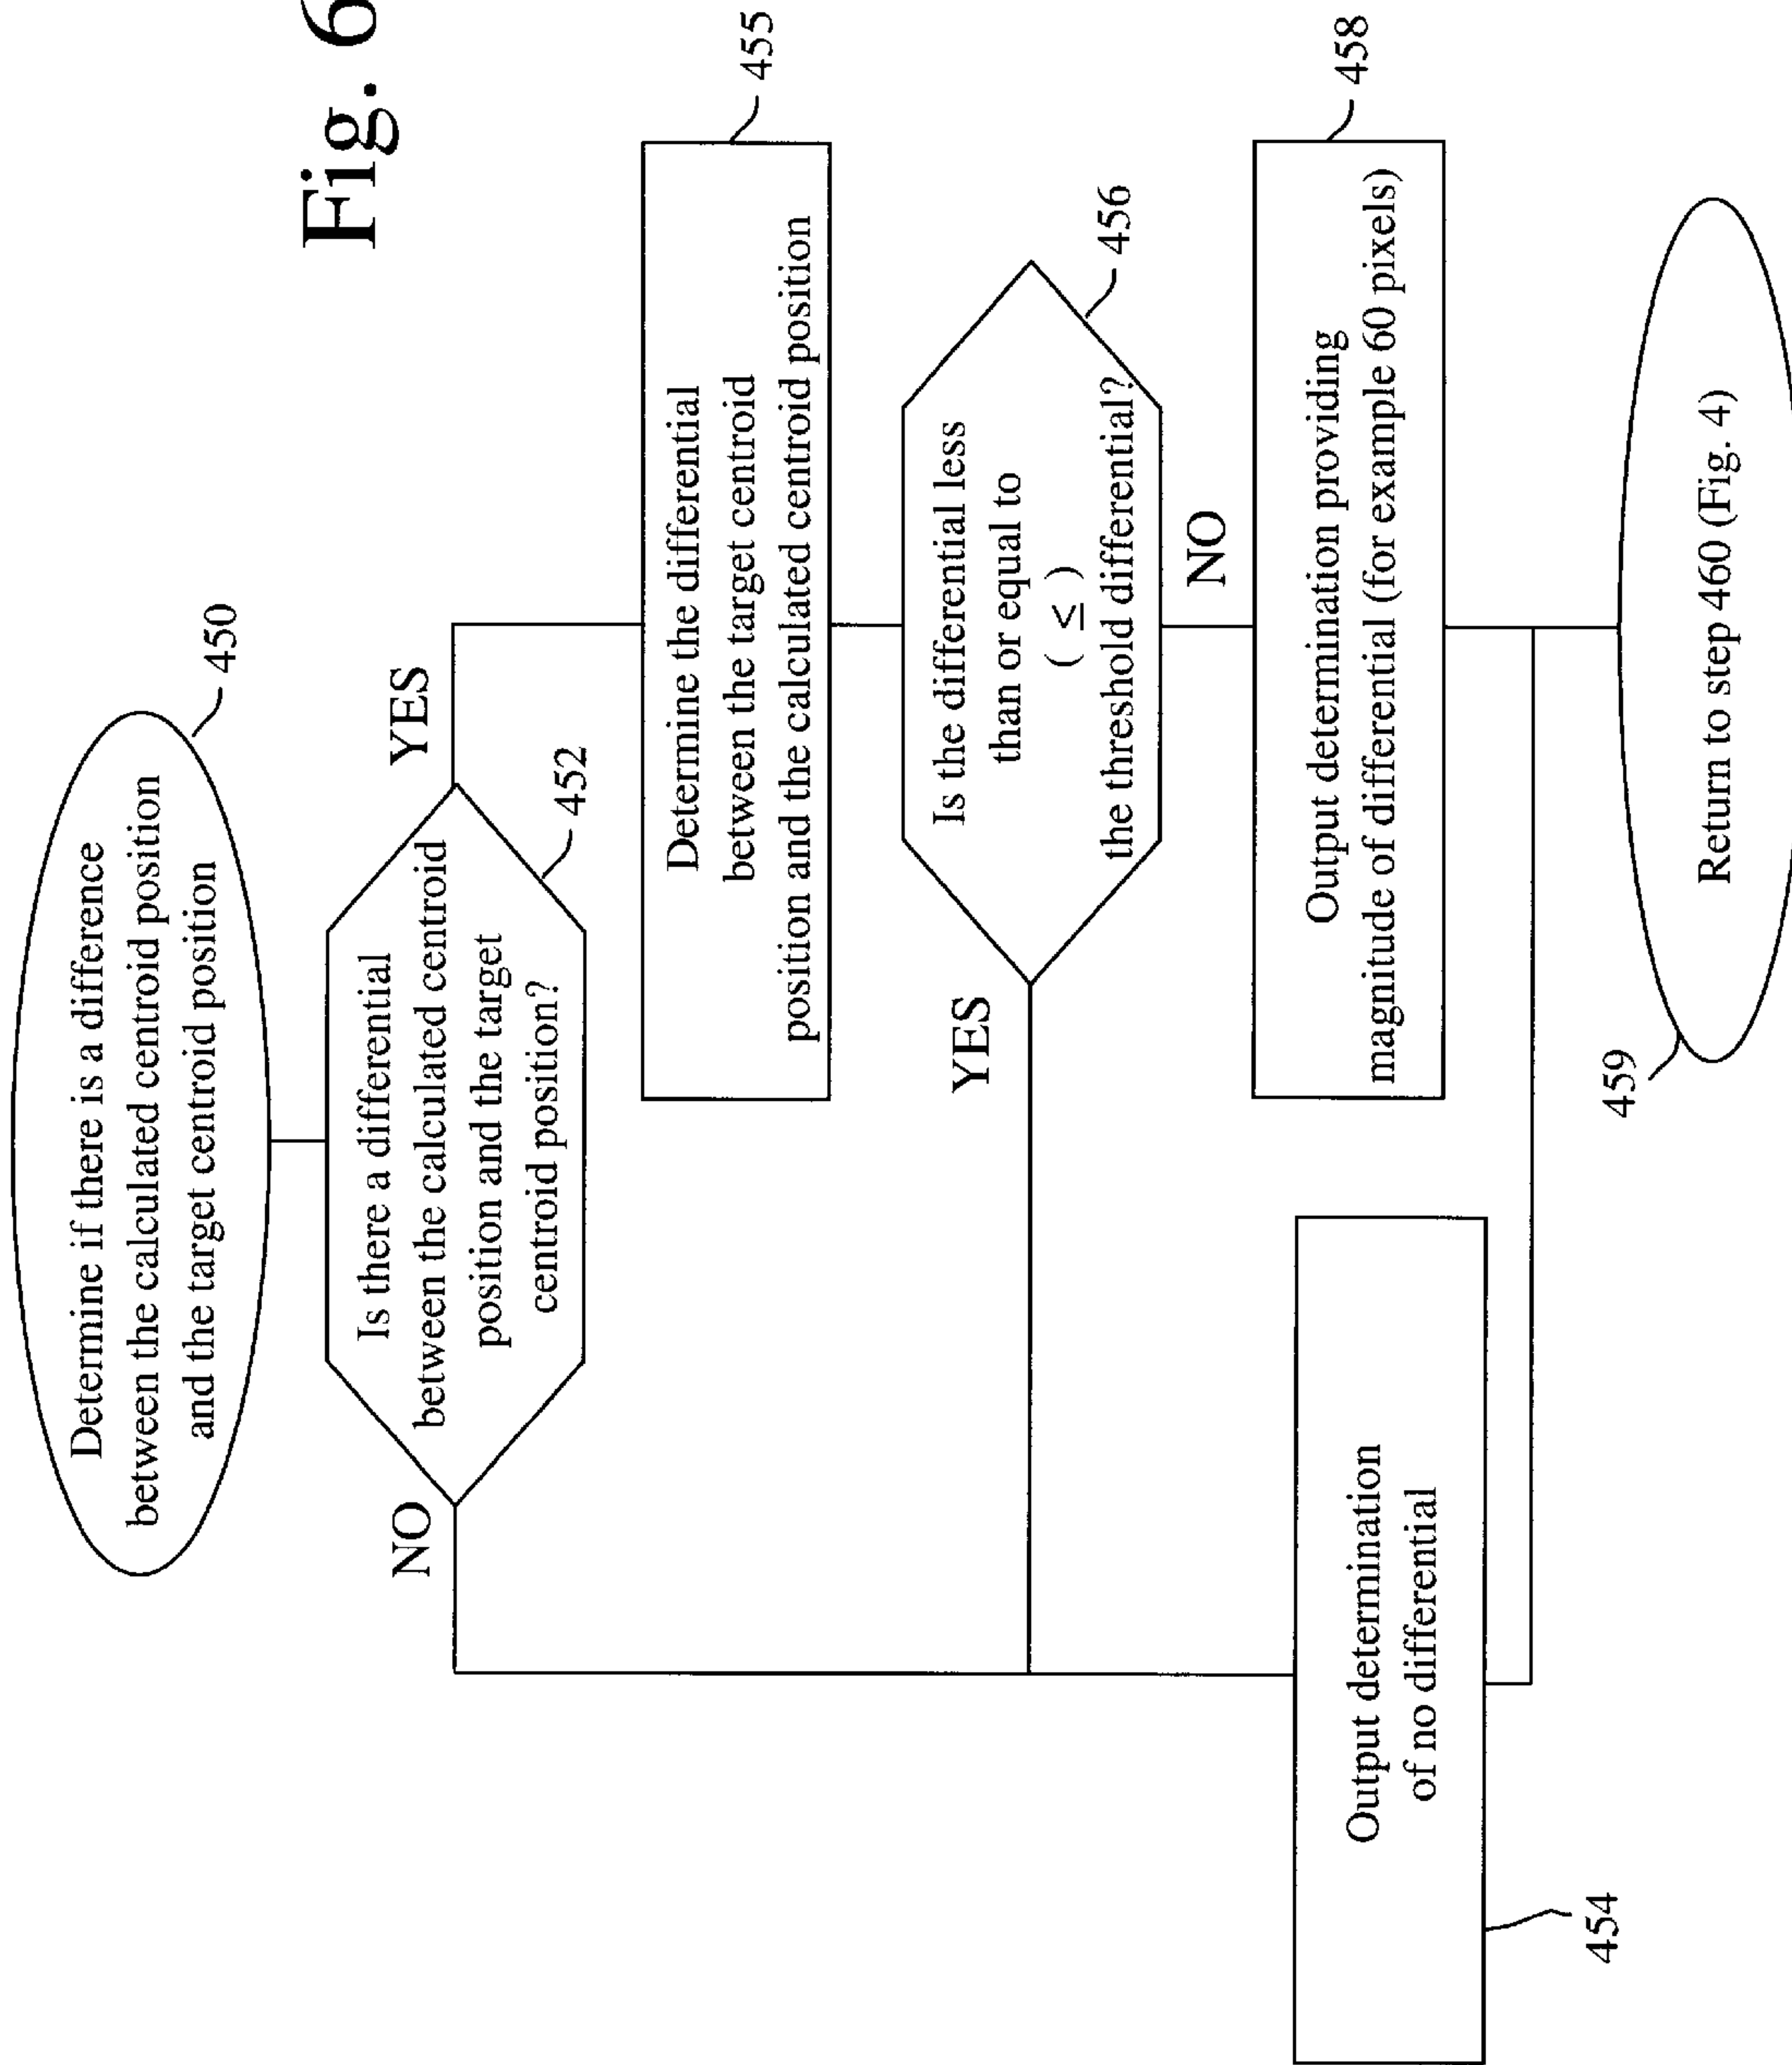 Fig. 6
Determine if there is a difference
between the calculated centroid position
and the target centroid position
450
Is there a differential
between the calculated centroid
position and the target
centroid position?
452
NO
YES
Determine the differential
between the target centroid
position and the calculated centroid position
455
Is the differential less
than or equal to
( ≤ )
the threshold differential?
456
YES
NO
Output determination
of no differential
454
Output determination providing
magnitude of differential (for example 60 pixels)
458
459
Return to step 460 (Fig. 4)